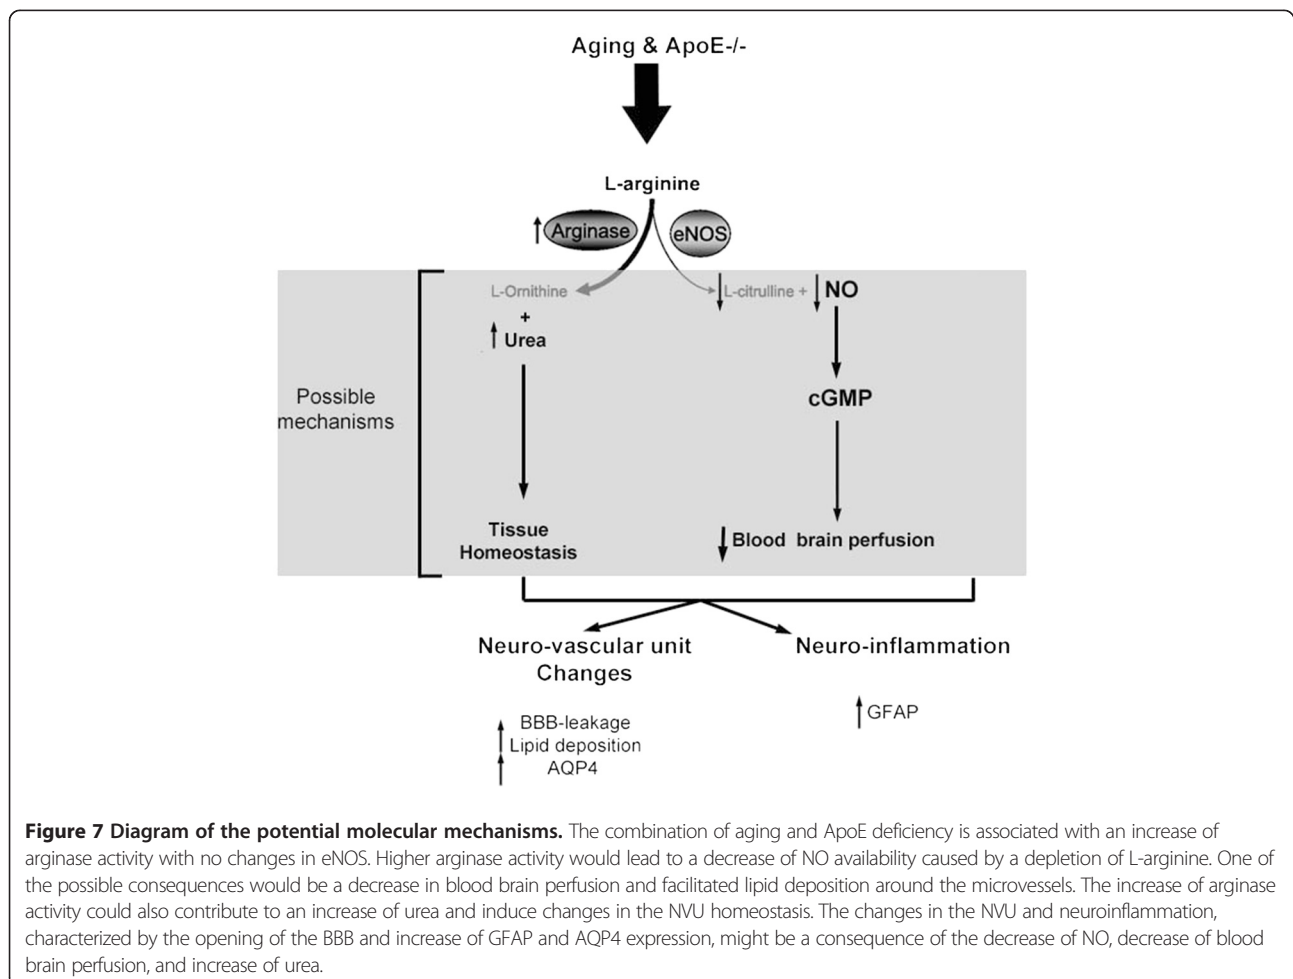 Aging & ApoE-/-
L-arginine
Arginase
eNOS
L-Ornithine
L-citrulline +
NO
+
Urea
Possible
mechanisms
cGMP
Tissue
Homeostasis
Blood brain perfusion
Neuro-vascular unit
Changes
Neuro-inflammation
BBB-leakage
Lipid deposition
AQP4
GFAP
Figure 7 Diagram of the potential molecular mechanisms. The combination of aging and ApoE deficiency is associated with an increase of
arginase activity with no changes in eNOS. Higher arginase activity would lead to a decrease of NO availability caused by a depletion of L-arginine. One of
the possible consequences would be a decrease in blood brain perfusion and facilitated lipid deposition around the microvessels. The increase of arginase
activity could also contribute to an increase of urea and induce changes in the NVU homeostasis. The changes in the NVU and neuroinflammation,
characterized by the opening of the BBB and increase of GFAP and AQP4 expression, might be a consequence of the decrease of NO, decrease of blood
brain perfusion, and increase of urea.